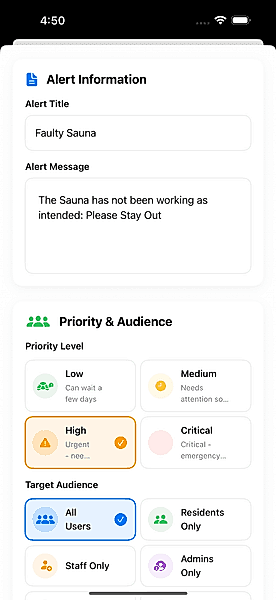 4:50
Alert Information
Alert Title
Faulty Sauna
Alert Message
The Sauna has not been working as
intended: Please Stay Out
Priority & Audience
Priority Level
Low
Can wait a
few days
Medium
Needs
attention so...
High
Urgent
- nee...
Critical
Critical -
emergency...
Target Audience
All
Users
Residents
Only
Staff Only
Admins
Only